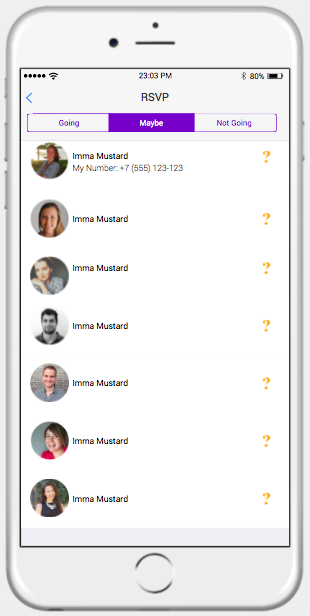 23:03 PM
80%
RSVP
Going
Maybe
Not Going
Imma Mustard
?
My Number: +7 (555) 123-123
Imma Mustard
?
Imma Mustard
?
Imma Mustard
?
Imma Mustard
?
Imma Mustard
?
Imma Mustard
?